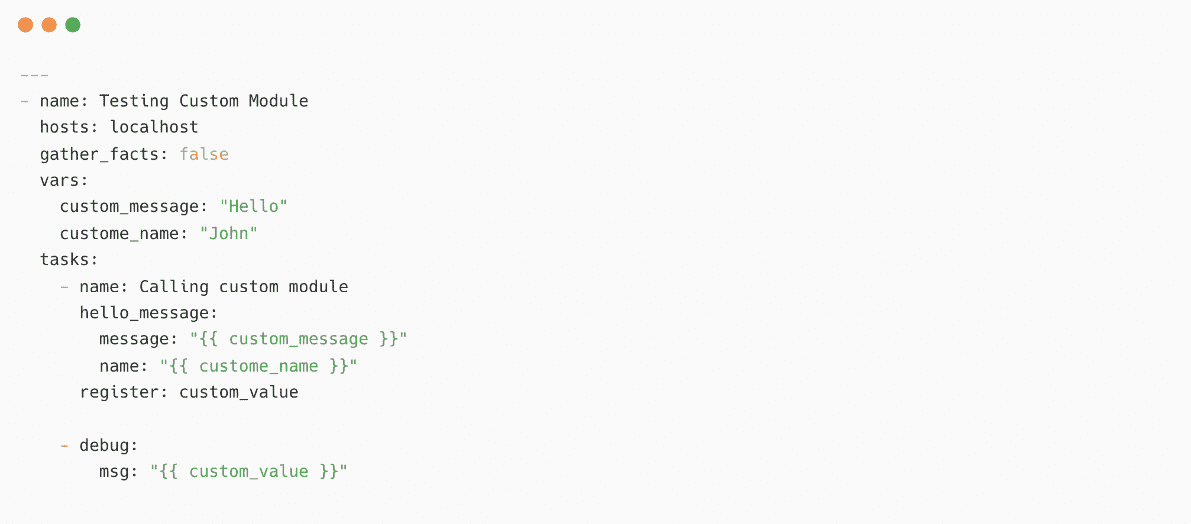 ---
- name: Testing Custom Module
  hosts: localhost
  gather_facts: false
  vars:
    custom_message: "Hello"
    custome_name: "John"
  tasks:
    - name: Calling custom module
      hello_message:
        message: "{{ custom_message }}"
        name: "{{ custome_name }}"
      register: custom_value

    - debug:
        msg: "{{ custom_value }}"